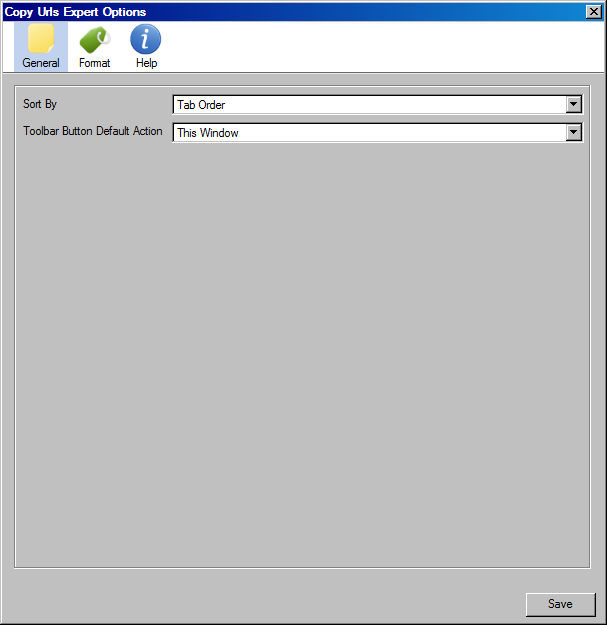 Copy Urls Expert Options
General Format Help
Sort By Tab Order
Toolbar Button Default Action This Window
Save